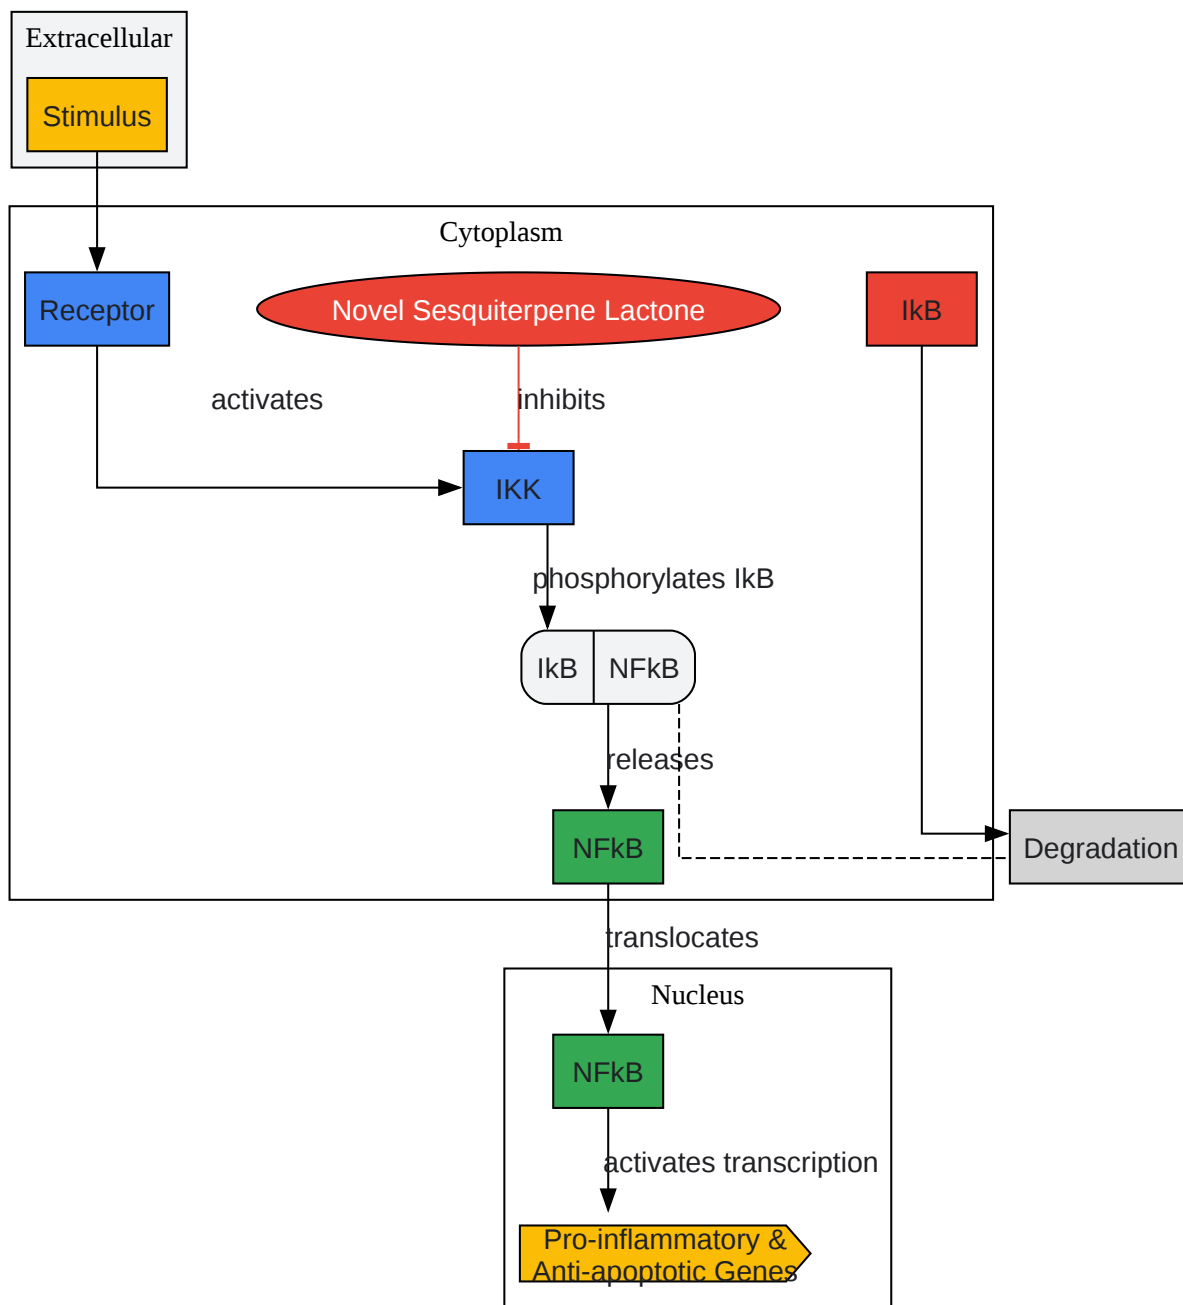 Extracellular
Stimulus
Cytoplasm
Receptor
Novel Sesquiterpene Lactone
IkB
activates
inhibits
IKK
phosphorylates IkB
IkB
NFkB
releases
NFkB
Degradation
translocates
Nucleus
NFkB
activates transcription
Pro-inflammatory &
Anti-apoptotic Genes